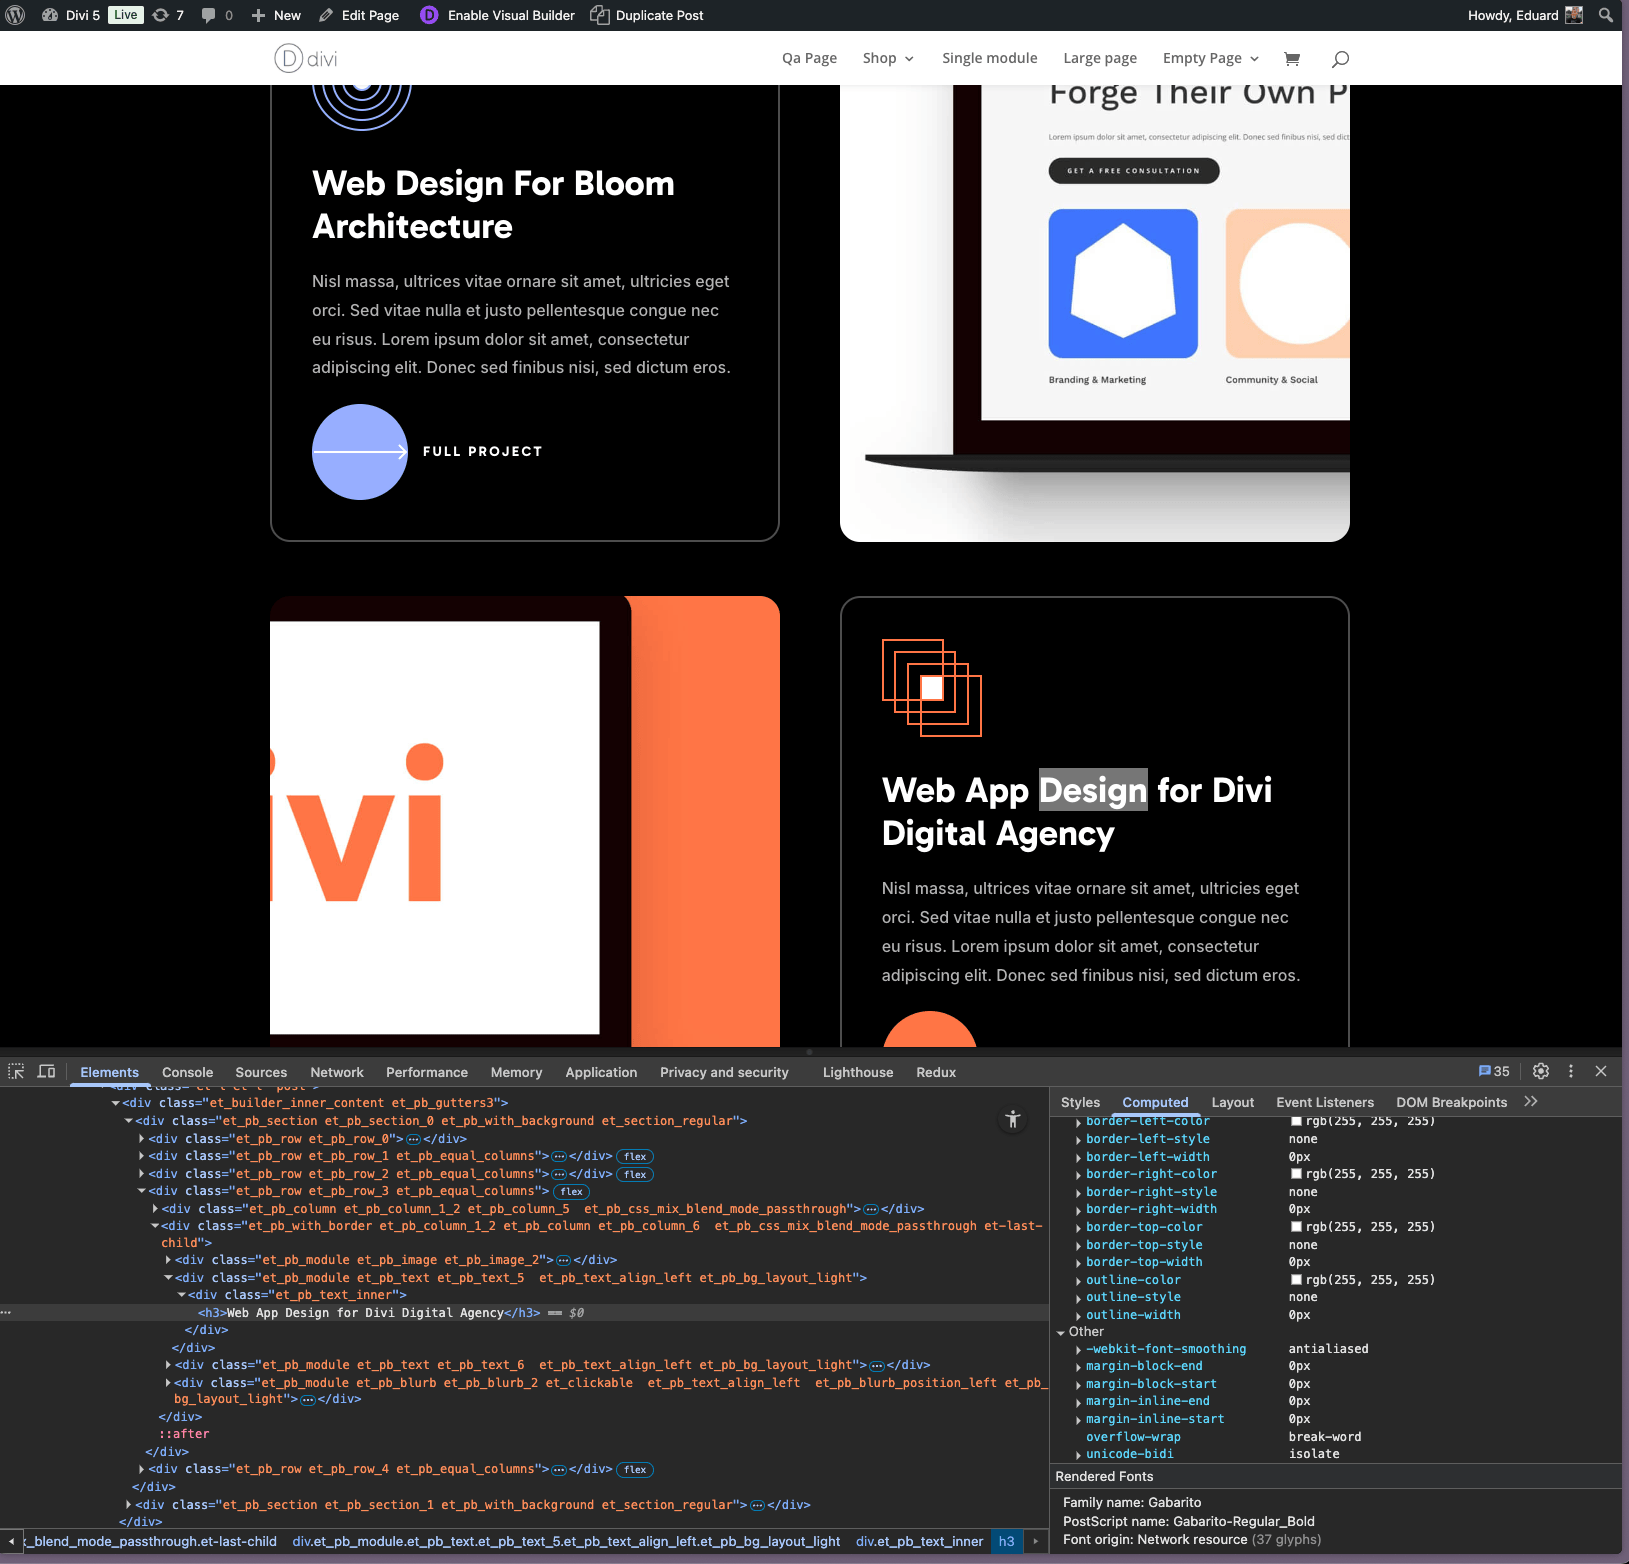 Divi 5 Live 7 0 New Edit Page D Enable Visual Builder Duplicate Post Howdy, Eduard
D divi Qa Page Shop Single module Large page Empty Page
Forge Their Own P
Lorem ipsum dolor sit amet, consectetur adipiscing elit. Donec sed finibus nisi, sed dict
GET A FREE CONSULTATION
Branding & Marketing
Community & Social
Web Design For Bloom
Architecture
Nisl massa, ultrices vitae ornare sit amet, ultricies eget
orci. Sed vitae nulla et justo pellentesque congue nec
eu risus. Lorem ipsum dolor sit amet, consectetur
adipiscing elit. Donec sed finibus nisi, sed dictum eros.
FULL PROJECT
ivi
Web App Design for Divi
Digital Agency
Nisl massa, ultrices vitae ornare sit amet, ultricies eget
orci. Sed vitae nulla et justo pellentesque congue nec
eu risus. Lorem ipsum dolor sit amet, consectetur
adipiscing elit. Donec sed finibus nisi, sed dictum eros.
Elements Console Sources Network Performance Memory Application Privacy and security Lighthouse Redux 35
<div class="et_builder_inner_content et_pb_gutters3">
<div class="et_pb_section et_pb_section_0 et_pb_with_background et_section_regular">
<div class="et_pb_row et_pb_row_0">…</div>
<div class="et_pb_row et_pb_row_1 et_pb_equal_columns">…</div> flex
<div class="et_pb_row et_pb_row_2 et_pb_equal_columns">…</div> flex
<div class="et_pb_row et_pb_row_3 et_pb_equal_columns"> flex
<div class="et_pb_column et_pb_column_1_2 et_pb_column_5  et_pb_css_mix_blend_mode_passthrough">…</div>
<div class="et_pb_with_border et_pb_column_1_2 et_pb_column et_pb_column_6  et_pb_css_mix_blend_mode_passthrough et-last-
child">
<div class="et_pb_module et_pb_image et_pb_image_2">…</div>
<div class="et_pb_module et_pb_text et_pb_text_5  et_pb_text_align_left et_pb_bg_layout_light">
<div class="et_pb_text_inner">
… <h3>Web App Design for Divi Digital Agency</h3> == $0
</div>
</div>
<div class="et_pb_module et_pb_text et_pb_text_6  et_pb_text_align_left et_pb_bg_layout_light">…</div>
<div class="et_pb_module et_pb_blurb et_pb_blurb_2 et_clickable  et_pb_text_align_left  et_pb_blurb_position_left et_pb_
bg_layout_light">…</div>
</div>
::after
</div>
<div class="et_pb_row et_pb_row_4 et_pb_equal_columns">…</div> flex
</div>
<div class="et_pb_section et_pb_section_1 et_pb_with_background et_section_regular">…</div>
</div>
_blend_mode_passthrough.et-last-child div.et_pb_module.et_pb_text.et_pb_text_5.et_pb_text_align_left.et_pb_bg_layout_light div.et_pb_text_inner h3
Styles Computed Layout Event Listeners DOM Breakpoints
border-left-color rgb(255, 255, 255)
border-left-style none
border-left-width 0px
border-right-color rgb(255, 255, 255)
border-right-style none
border-right-width 0px
border-top-color rgb(255, 255, 255)
border-top-style none
border-top-width 0px
outline-color rgb(255, 255, 255)
outline-style none
outline-width 0px
Other
-webkit-font-smoothing antialiased
margin-block-end 0px
margin-block-start 0px
margin-inline-end 0px
margin-inline-start 0px
overflow-wrap break-word
unicode-bidi isolate
Rendered Fonts
Family name: Gabarito
PostScript name: Gabarito-Regular_Bold
Font origin: Network resource (37 glyphs)